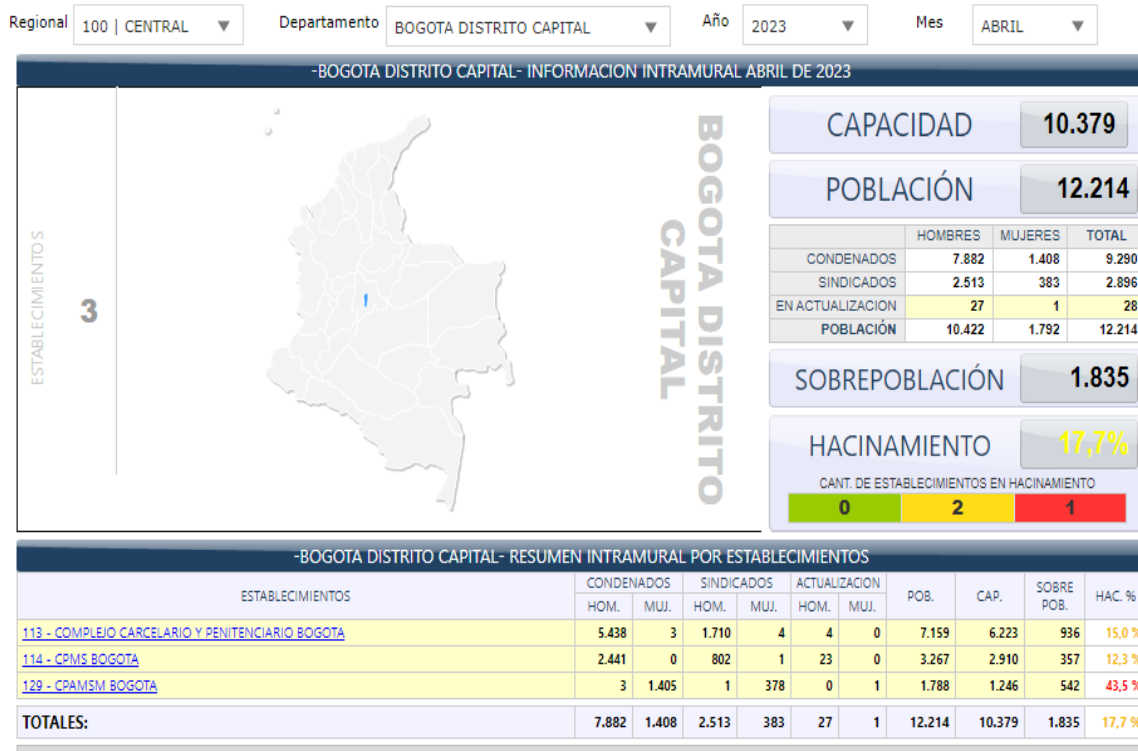 Regional 100 | CENTRAL Departamento BOGOTA DISTRITO CAPITAL Año 2023 Mes ABRIL
-BOGOTA DISTRITO CAPITAL- INFORMACION INTRAMURAL ABRIL DE 2023
ESTABLECIMIENTOS
3
BOGOTA DISTRITO
CAPITAL
CAPACIDAD 10.379
POBLACIÓN 12.214
HOMBRES MUJERES TOTAL
CONDENADOS 7.882 1.408 9.290
SINDICADOS 2.513 383 2.896
EN ACTUALIZACION 27 1 28
POBLACIÓN 10.422 1.792 12.214
SOBREPOBLACIÓN 1.835
HACINAMIENTO 17,7%
CANT. DE ESTABLECIMIENTOS EN HACINAMIENTO
0 2 1
-BOGOTA DISTRITO CAPITAL- RESUMEN INTRAMURAL POR ESTABLECIMIENTOS
ESTABLECIMIENTOS CONDENADOS SINDICADOS ACTUALIZACION POB. CAP. SOBRE POB. HAC. %
HOM. MUJ. HOM. MUJ. HOM. MUJ.
113 - COMPLEJO CARCELARIO Y PENITENCIARIO BOGOTA 5.438 3 1.710 4 4 0 7.159 6.223 936 15,0 %
114 - CPMS BOGOTA 2.441 0 802 1 23 0 3.267 2.910 357 12,3 %
129 - CPAMSM BOGOTA 3 1.405 1 378 0 1 1.788 1.246 542 43,5 %
TOTALES: 7.882 1.408 2.513 383 27 1 12.214 10.379 1.835 17,7 %